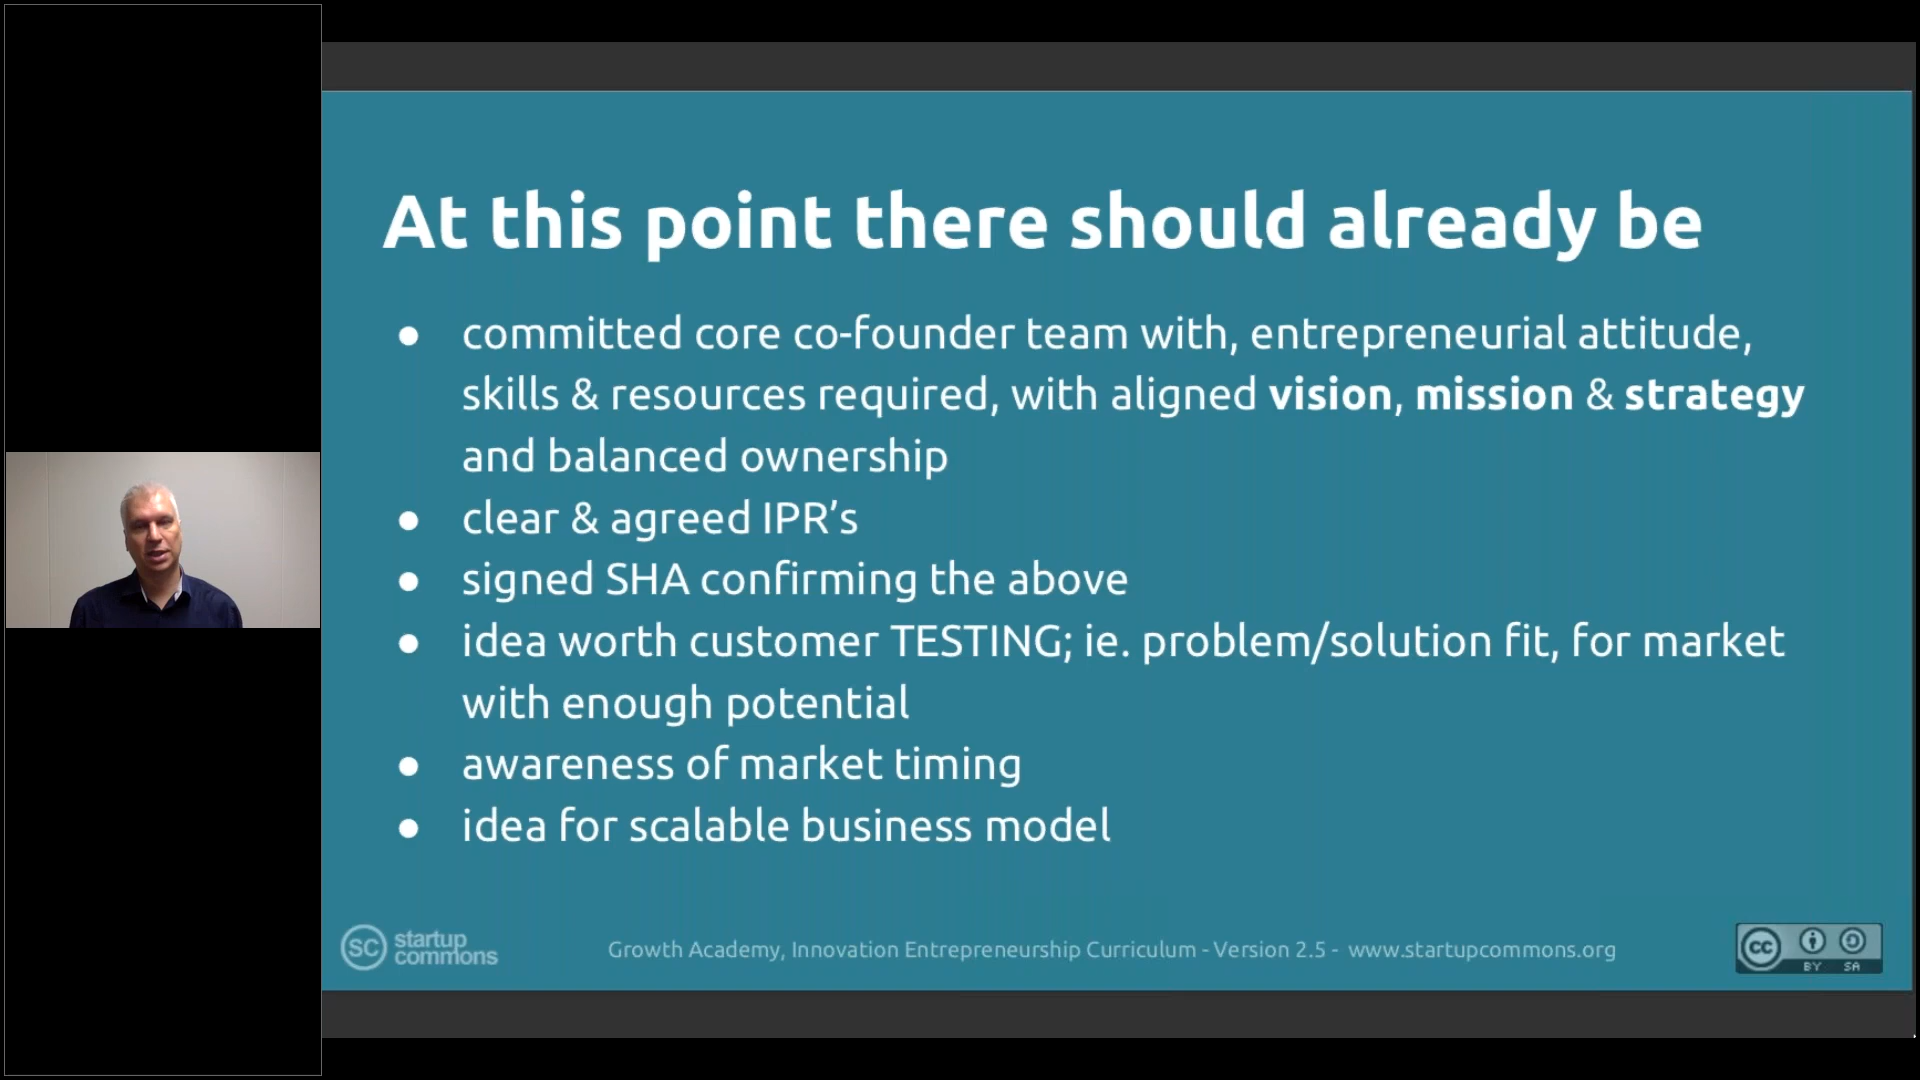 At this point there should already be
● committed core co-founder team with, entrepreneurial attitude,
skills & resources required, with aligned vision, mission & strategy
and balanced ownership
● clear & agreed IPR’s
● signed SHA confirming the above
● idea worth customer TESTING; ie. problem/solution fit, for market
with enough potential
● awareness of market timing
● idea for scalable business model
SC startup
commons
Growth Academy, Innovation Entrepreneurship Curriculum - Version 2.5 - www.startupcommons.org
cc
BY SA